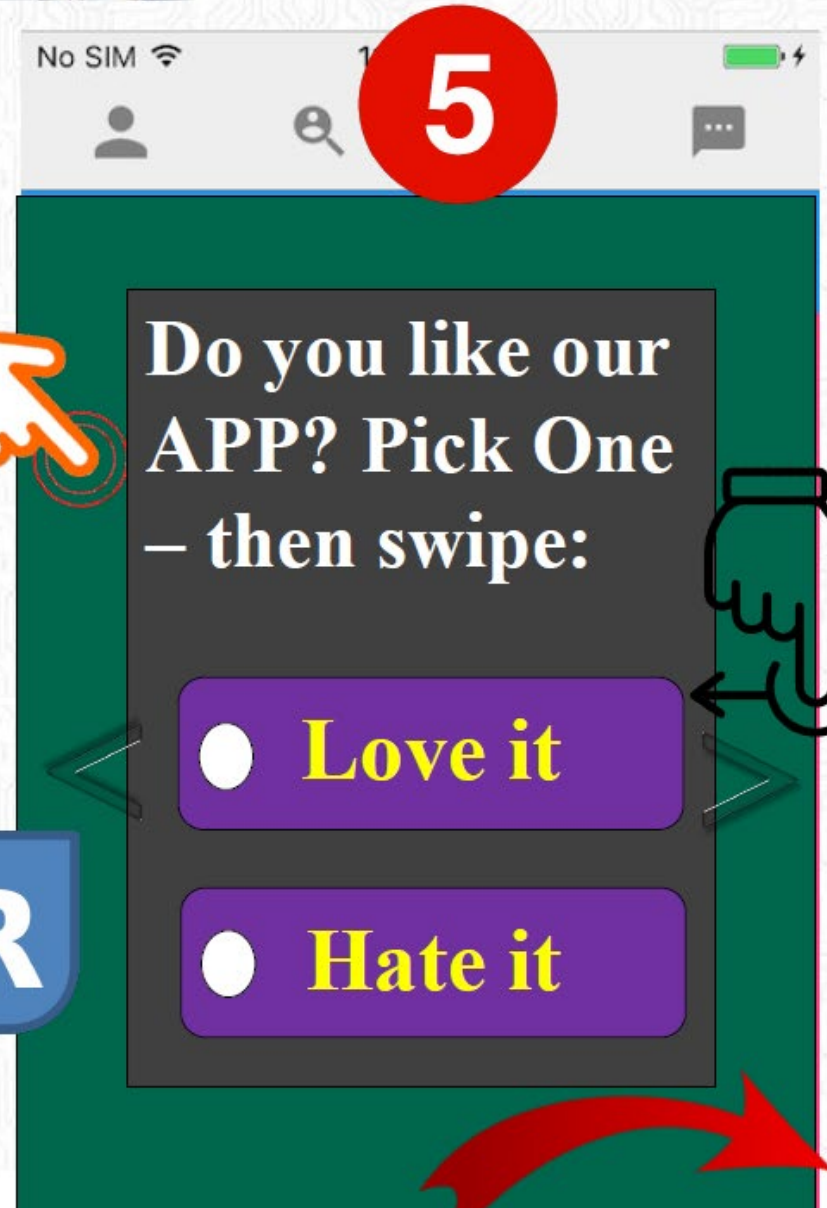 No SIM
5
Do you like our
APP? Pick One
– then swipe:
Love it
R
Hate it